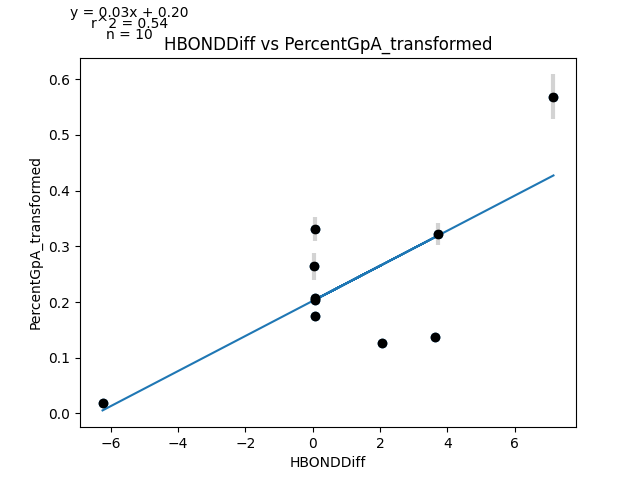 y = 0.03x + 0.20
r^2 = 0.54
n = 10
HBONDDiff vs PercentGpA_transformed
PercentGpA_transformed
0.6
0.5
0.4
0.3
0.2
0.1
0.0
−6
−4
−2
0
2
4
6
HBONDDiff